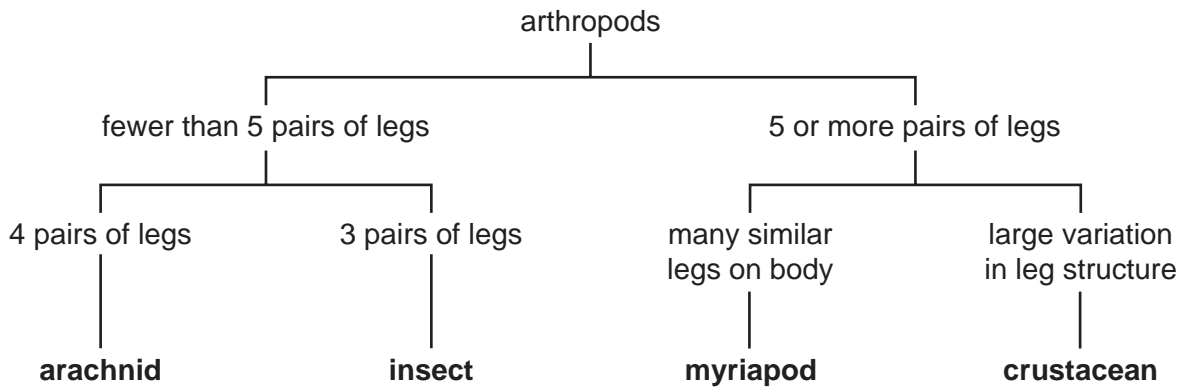 arthropods
fewer than 5 pairs of legs
5 or more pairs of legs
4 pairs of legs
3 pairs of legs
many similar
legs on body
large variation
in leg structure
arachnid
insect
myriapod
crustacean